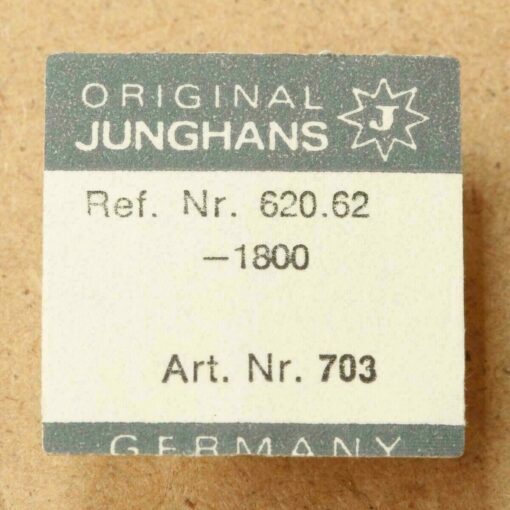 ORIGINAL
JUNGHANS J
Ref. Nr. 620.62
-1800
Art. Nr. 703
GERMANY